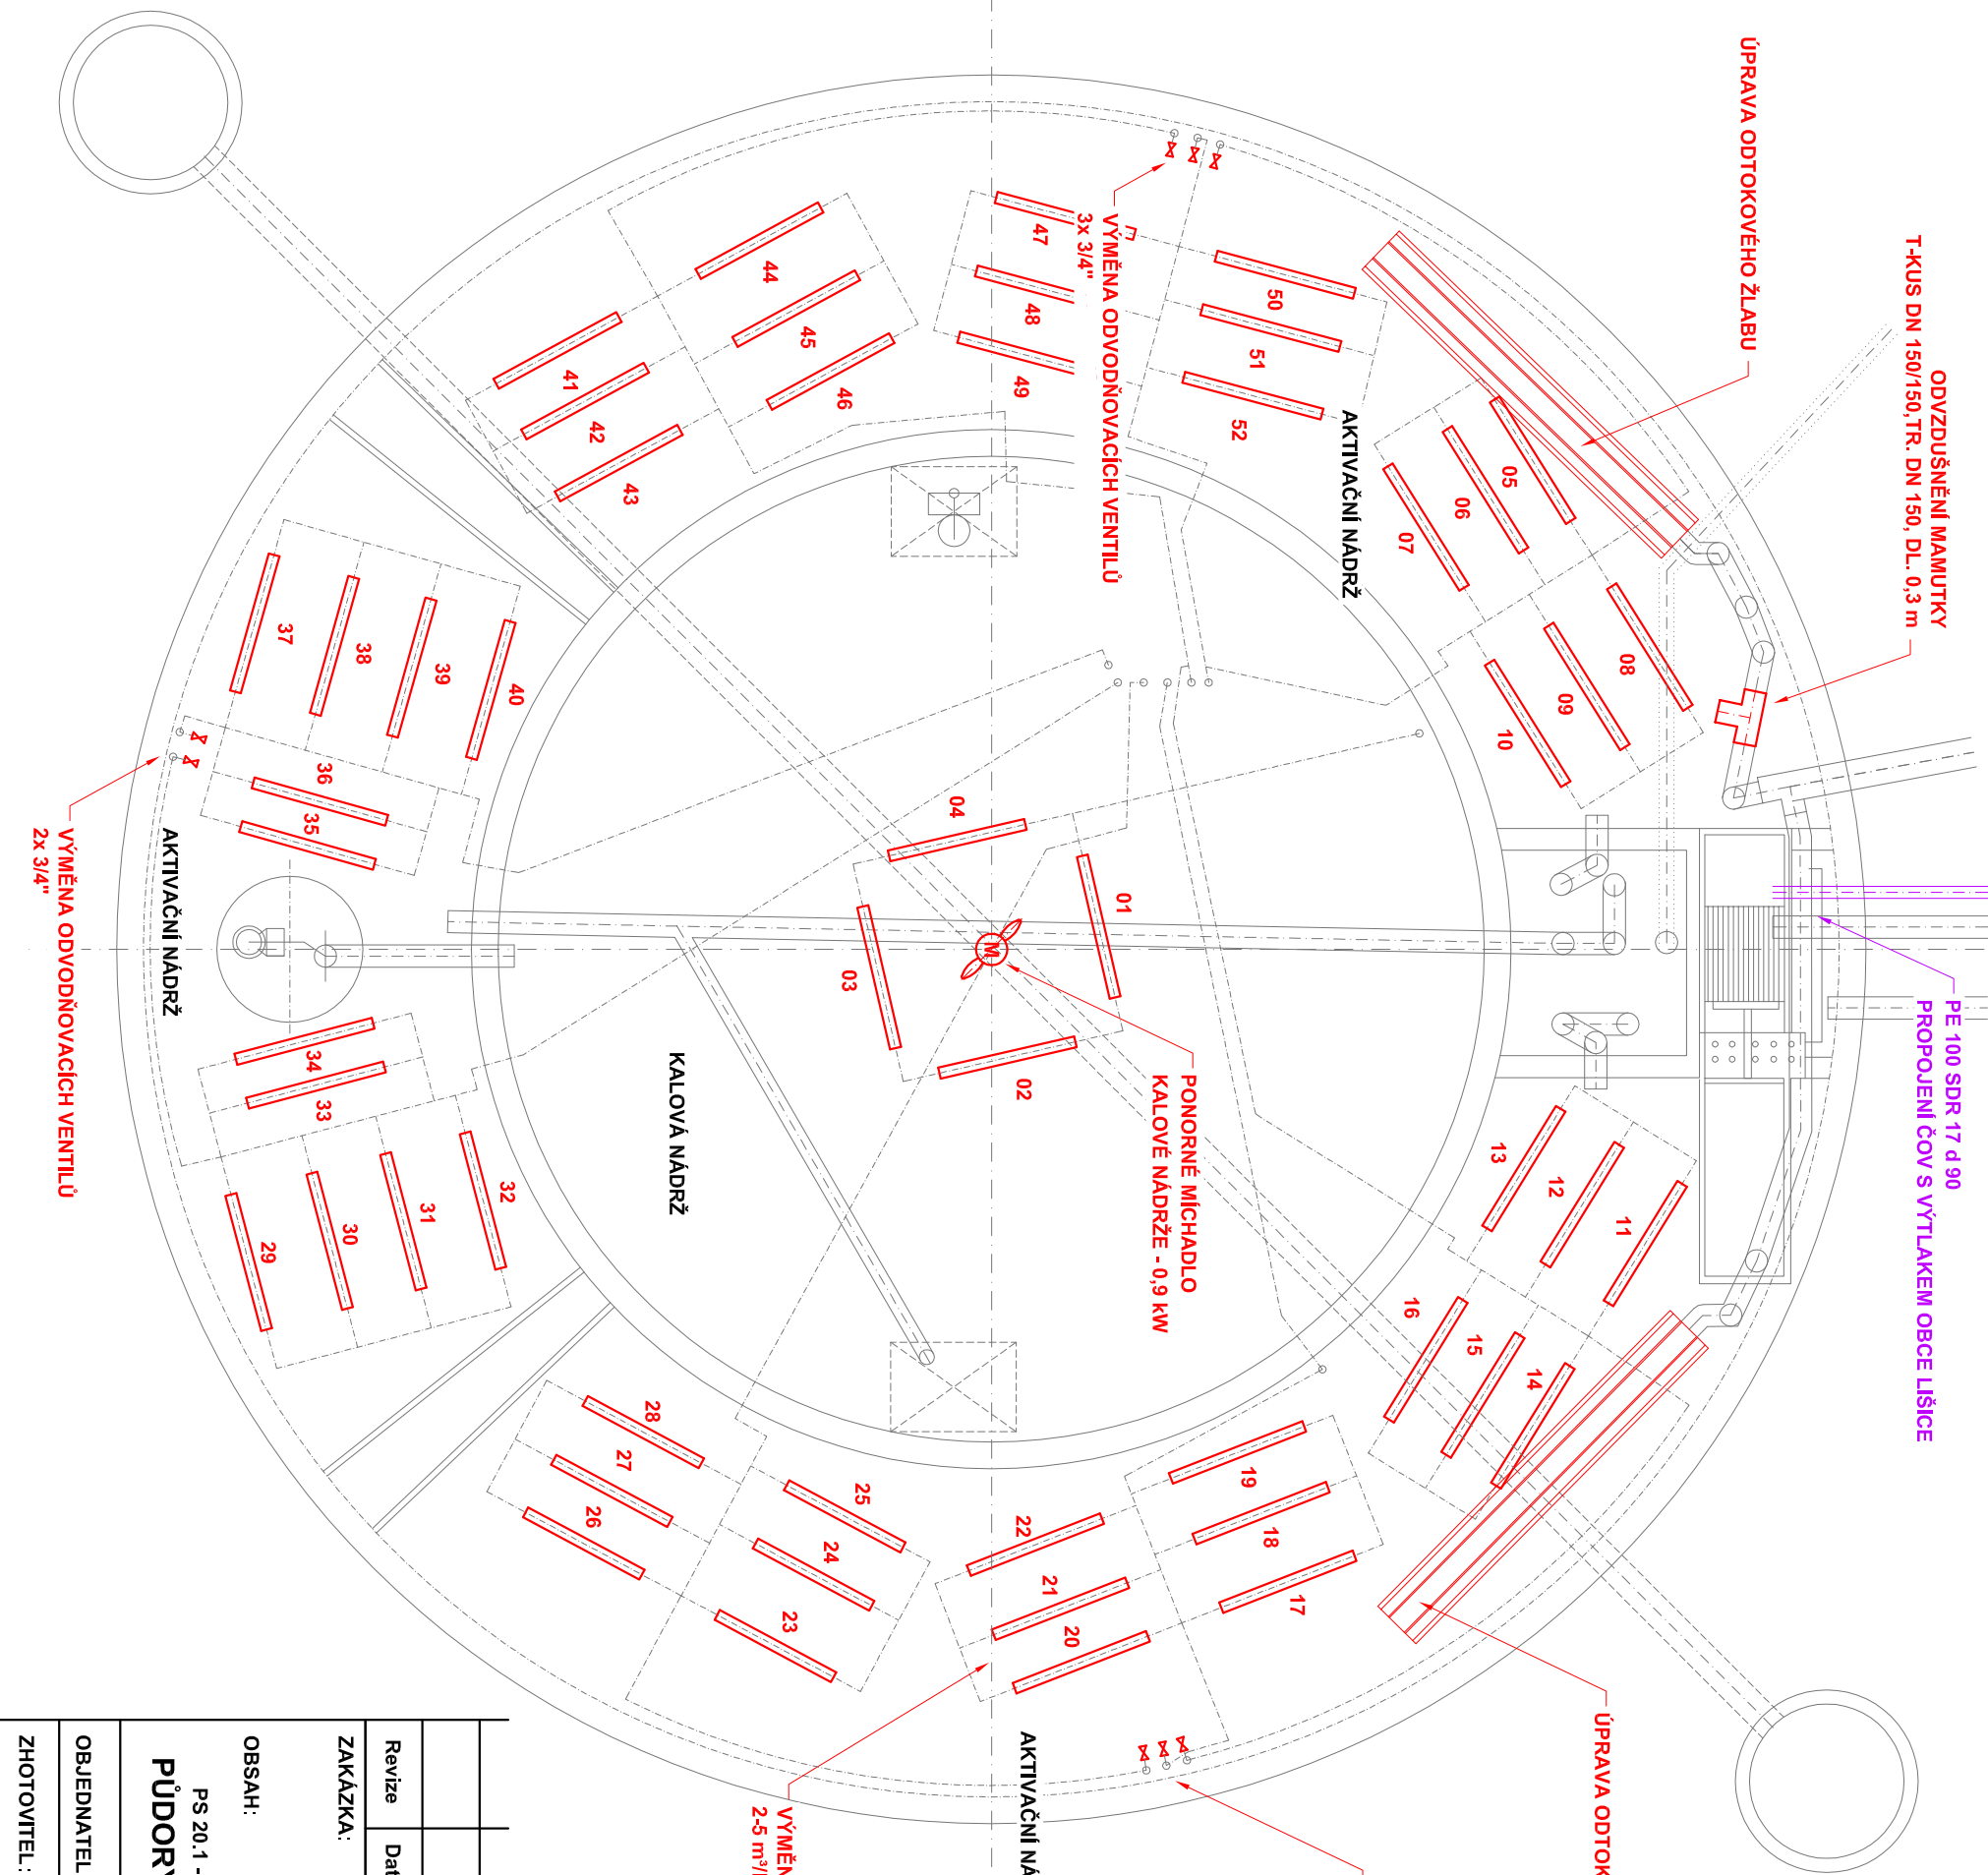 ÚPRAVA ODTOKOVÉHO ŽLABU
ODVZDUŠNĚNÍ MAMUTKY
T-KUS DN 150/150,TR. DN 150, DL. 0,3 m
VÝMĚNA ODVODŇOVACÍCH VENTILŮ
3x 3/4"
AKTIVAČNÍ NÁDRŽ
PE 100 SDR 17 d 90
PROPOJENÍ ČOV S VÝTLAKEM OBCE LIŠICE
PONORNÉ MÍCHADLO
KALOVÉ NÁDRŽE - 0,9 kW
M
KALOVÁ NÁDRŽ
AKTIVAČNÍ NÁDRŽ
VÝMĚNA ODVODŇOVACÍCH VENTILŮ
2x 3/4"
01
02
03
04
05
06
07
08
09
10
11
12
13
14
15
16
17
18
19
20
21
22
23
24
25
26
27
28
29
30
31
32
33
34
35
36
37
38
39
40
41
42
43
44
45
46
47
48
49
50
51
52
ÚPRAVA ODTOK
AKTIVAČNÍ NÁ
VÝMĚN
2-5 m³/
Revize
Dat
ZAKÁZKA:
OBSAH:
PS 20.1 -
PŮDORY
OBJEDNATEL
ZHOTOVITEL: